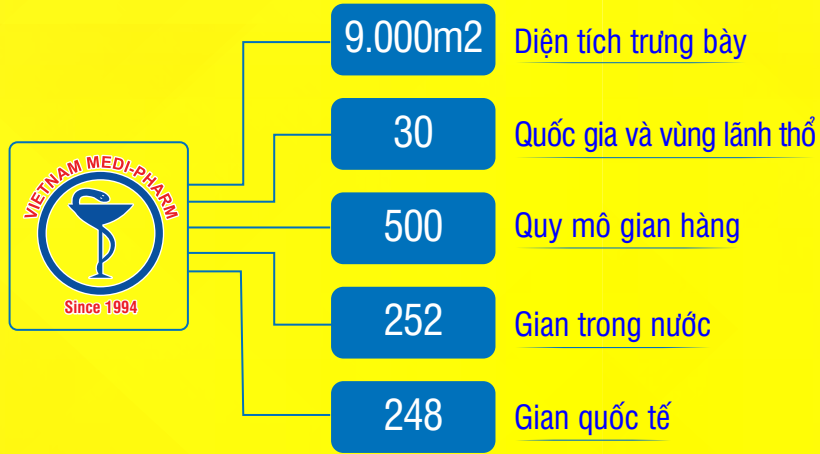 VIETNAM MEDI-PHARM
Since 1994
9.000m2 Diện tích trưng bày
30 Quốc gia và vùng lãnh thổ
500 Quy mô gian hàng
252 Gian trong nước
248 Gian quốc tế